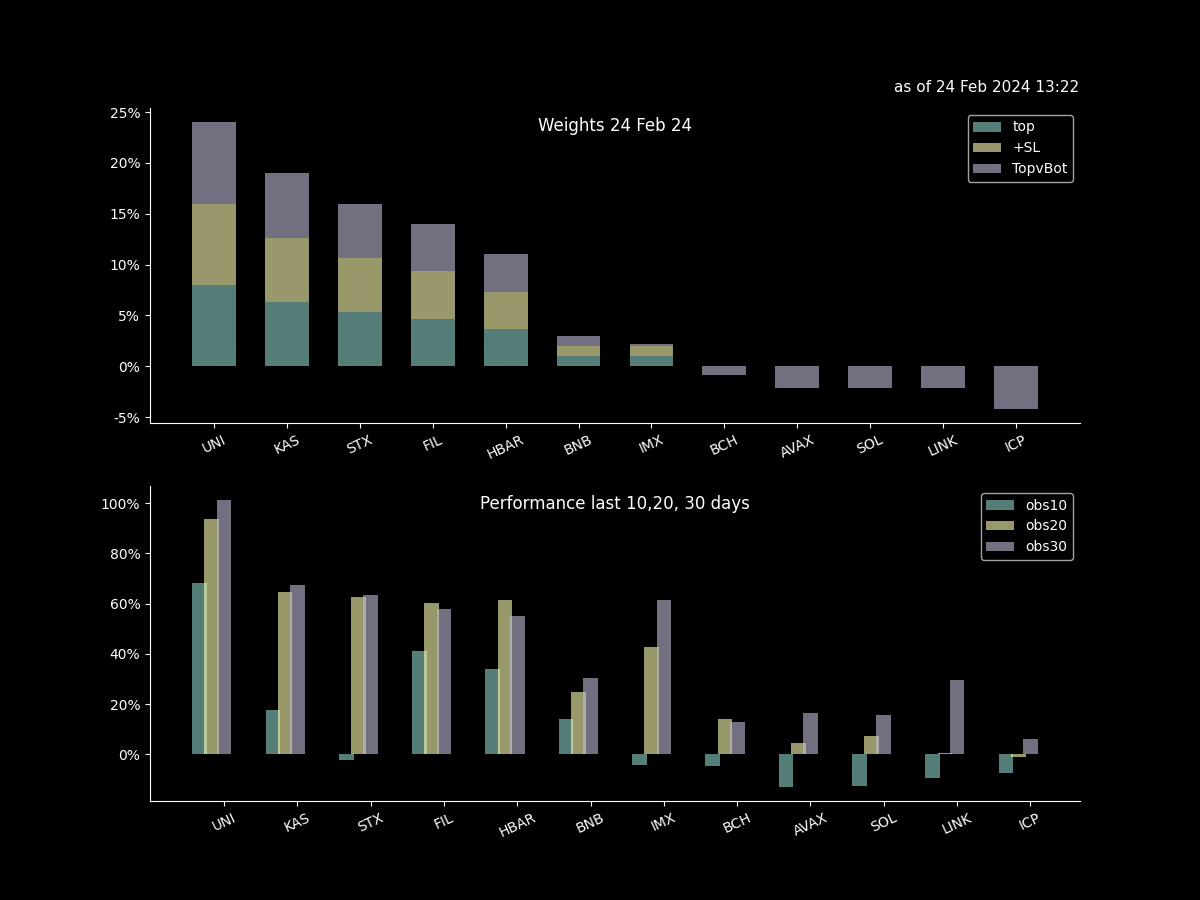 as of 24 Feb 2024 13:22
Weights 24 Feb 24
top
+SL
TopvBot
25%
20%
15%
10%
5%
0%
-5%
UNI KAS STX FIL HBAR BNB IMX BCH AVAX SOL LINK ICP
Performance last 10,20, 30 days
obs10
obs20
obs30
100%
80%
60%
40%
20%
0%
UNI KAS STX FIL HBAR BNB IMX BCH AVAX SOL LINK ICP